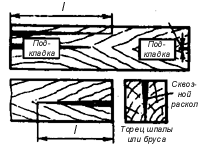 l
Под-
кладка
Под-
кладка
l
Сквоз-
ной
раскол
Торец шпалы
или бруса